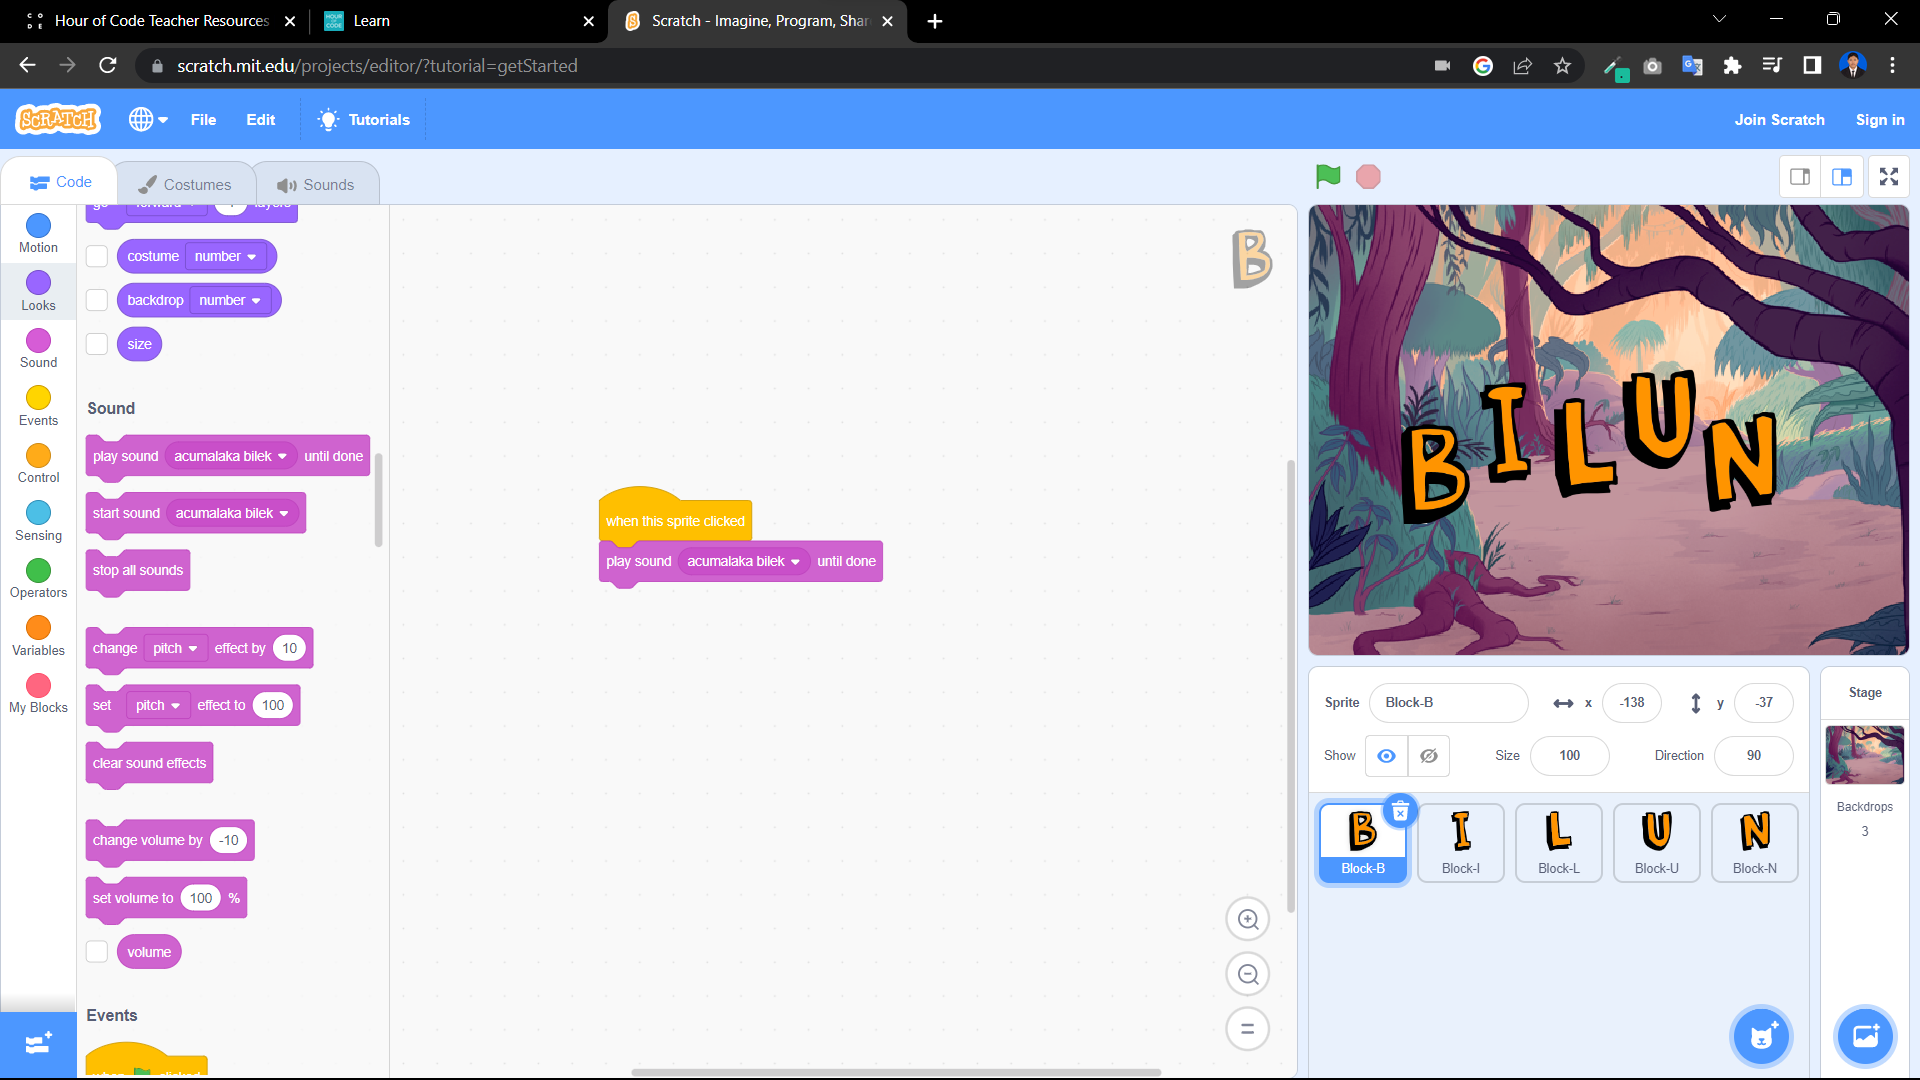 Hour of Code Teacher Resources
Learn
Scratch - Imagine, Program, Shar
scratch.mit.edu/projects/editor/?tutorial=getStarted
SCRATCH
File
Edit
Tutorials
Join Scratch
Sign in
Code
Costumes
Sounds
Motion
Looks
Sound
Events
Control
Sensing
Operators
Variables
My Blocks
costume number
backdrop number
size
Sound
play sound acumalaka bilek until done
start sound acumalaka bilek
stop all sounds
change pitch effect by 10
set pitch effect to 100
clear sound effects
change volume by -10
set volume to 100 %
volume
Events
when this sprite clicked
play sound acumalaka bilek until done
B
BILUN
Sprite Block-B x -138 y -37
Show Size 100 Direction 90
B I L U N
Block-B Block-I Block-L Block-U Block-N
Stage
Backdrops
3